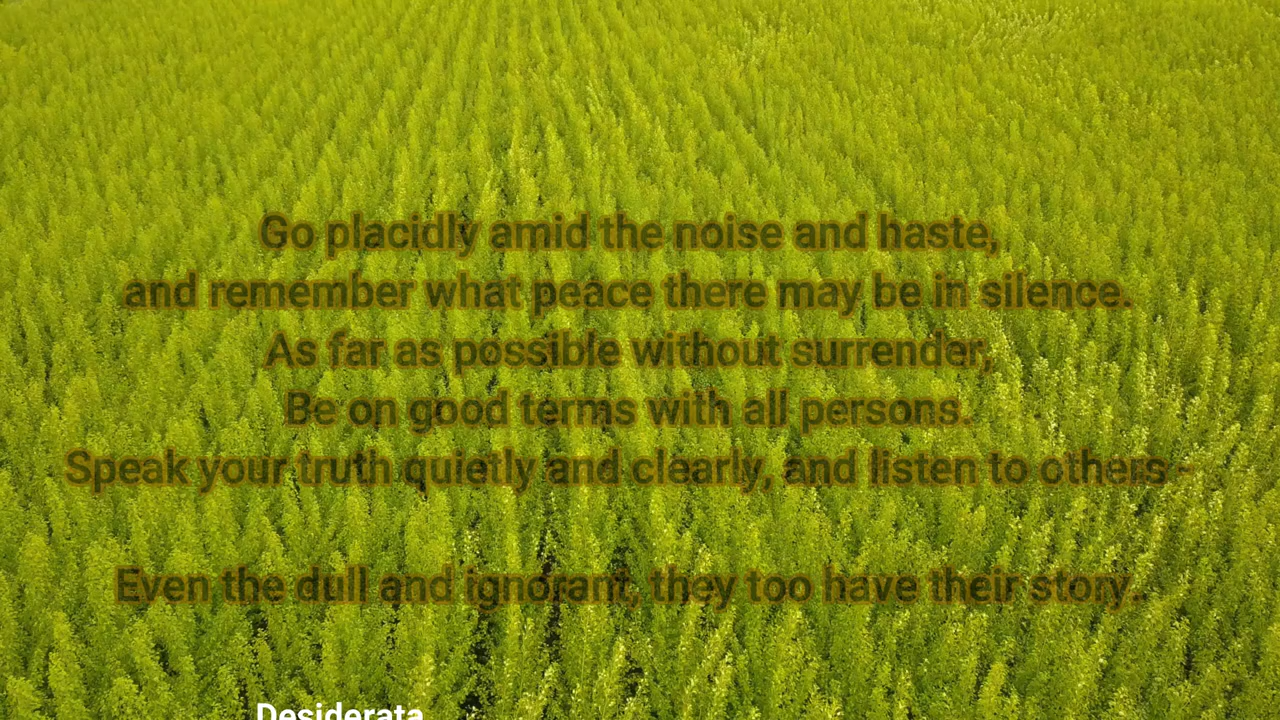 Go placidly amid the noise and haste,
and remember what peace there may be in silence.
As far as possible without surrender,
Be on good terms with all persons.
Speak your truth quietly and clearly, and listen to others -
Even the dull and ignorant, they too have their story.
Desiderata